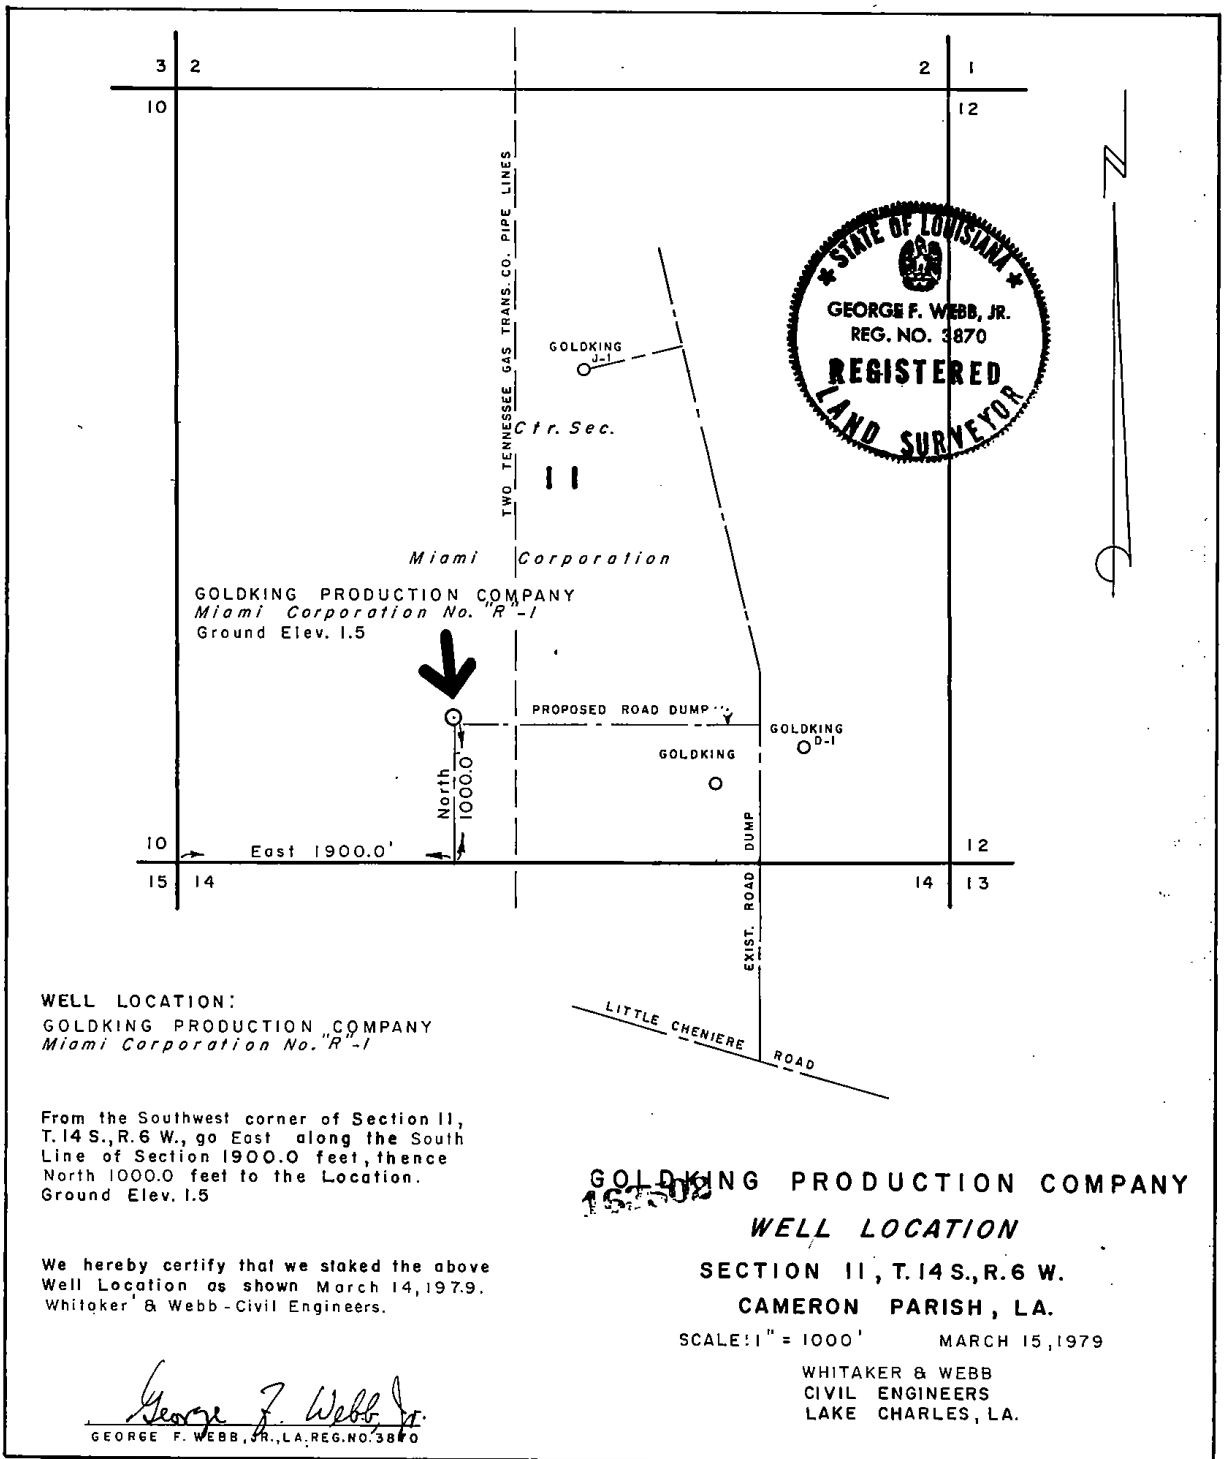 3 2
2 1
10
12
TWO TENNESSEE GAS TRANS. CO. PIPE LINES
STATE OF LOUISIANA
GEORGE F. WEBB, JR.
REG. NO. 3870
REGISTERED
LAND SURVEYOR
N
GOLDKING
J-1
Ctr. Sec.
11
Miami Corporation
GOLDKING PRODUCTION COMPANY
Miami Corporation No. "R"-1
Ground Elev. 1.5
PROPOSED ROAD DUMP
GOLDKING
D-1
GOLDKING
North
1000.0'
East 1900.0'
10
12
15 14
14 13
EXIST. ROAD DUMP
LITTLE CHENIERE ROAD
WELL LOCATION:
GOLDKING PRODUCTION COMPANY
Miami Corporation No. "R"-1
From the Southwest corner of Section 11,
T. 14 S., R. 6 W., go East along the South
Line of Section 1900.0 feet, thence
North 1000.0 feet to the Location.
Ground Elev. 1.5
We hereby certify that we staked the above
Well Location as shown March 14, 1979.
Whitaker & Webb - Civil Engineers.
George F. Webb, Jr.
GEORGE F. WEBB, JR., LA. REG. NO. 3870
GOLDKING PRODUCTION COMPANY
WELL LOCATION
SECTION 11, T. 14 S., R. 6 W.
CAMERON PARISH, LA.
SCALE: 1" = 1000' MARCH 15, 1979
WHITAKER & WEBB
CIVIL ENGINEERS
LAKE CHARLES, LA.